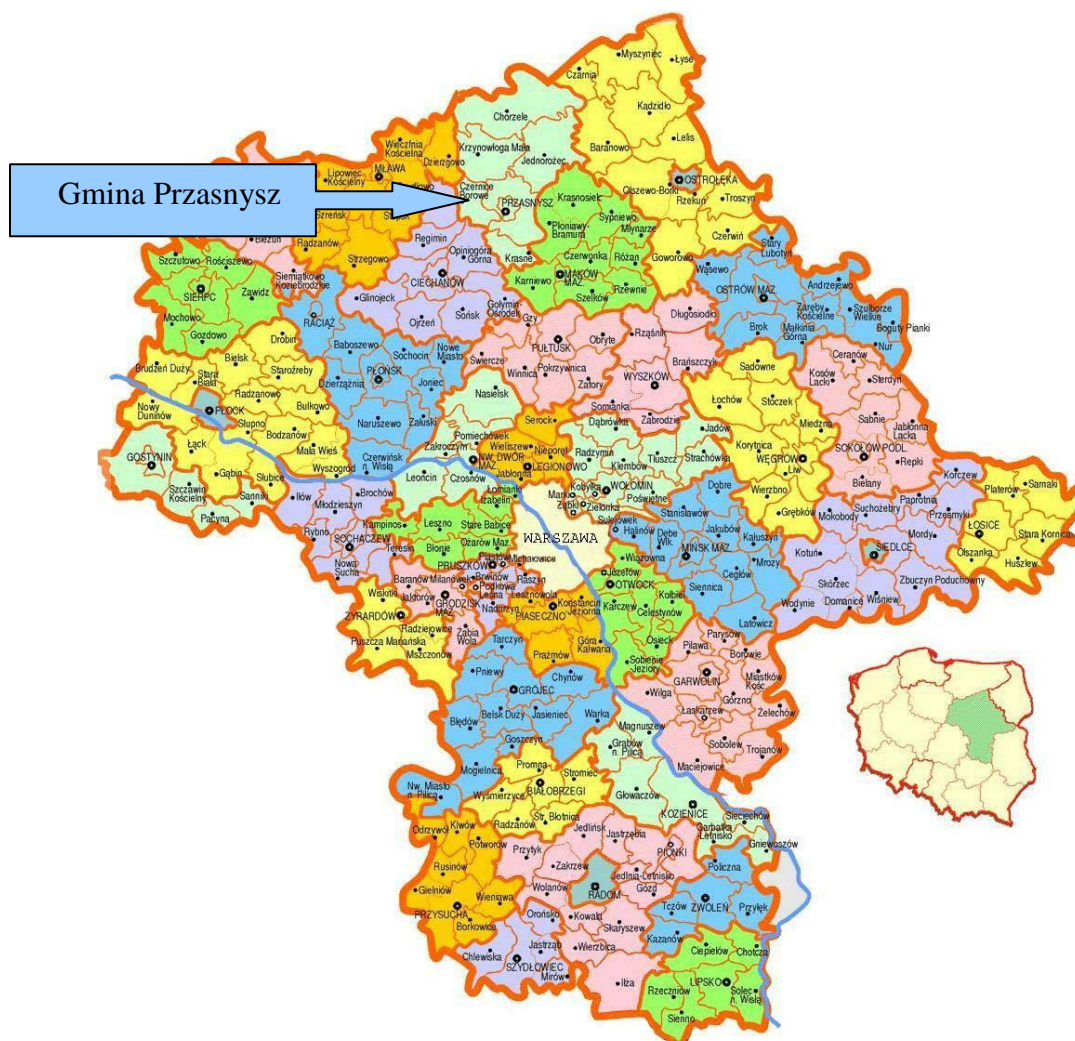 Myszyniec
Łyse
Czarnia
Kadzidło
Chorzele
Lelis
Baranowo
Wieczfnia
Kościelna
Krzynowłoga Mała
Dzierzgowo
Jednorożec
MŁAWA
Lipowiec
Kościelny
Gmina Przasnysz
Czernice
Borowe
PRZASNYSZ
OSTROŁĘKA
Olszewo-Borki
Rzekuń
Troszyn
Krasnosielc
Sypniewo
Młynarze
Płoniawy-
Bramura
Szreńsk
Radzanów
Strzegowo
Regimin
Opiniogóra
Górna
Krasne
Czerwonka
Różan
Czerwin
Goworowo
Stary
Lubotyń
Wąsewo
Bieżuń
Szczutowo
Rościszewo
Siemiątkowo
Koziebrodzkie
CIECHANÓW
MAKÓW
MAZ.
Karniewo
Rzewnie
Szelków
Andrzejewo
OSTRÓW MAZ.
SIERPC
Zawidz
Glinojeck
Gołymin-
Ośrodek
Gzy
Sońsk
Ojrzeń
Długosiodło
Zaręby
Kościelne
Szulborze
Wielkie
Boguty Pianki
Mochowo
Gozdowo
RACIĄŻ
Rząśnik
Brok
Małkinia
Górna
Nur
Drobin
Baboszewo
Sochocin
Nowe
Miasto
Świercze
PUŁTUSK
Obryte
Brańszczyk
Ceranów
Brudzeń Duży
Bielsk
Stara
Biała
Staroźreby
Dzierzążnia
PŁOŃSK
Joniec
Winnica
Pokrzywnica
Zatory
WYSZKÓW
Sadowne
Kosów
Lacki
Sterdyń
Radzanowo
Nasielsk
Somianka
Łochów
Stoczek
Sabnie
Jabłonna
Lacka
Nowy
Duninów
PŁOCK
Słupno
Bulkowo
Bodzanów
Naruszewo
Załuski
Serock
Dąbrówka
Zabrodzie
Jadów
Miedzna
Mała Wieś
Zakroczym
Pomiechówek
Wieliszew
Nieporęt
Radzymin
Tłuszcz
Strachówka
Korytnica
WĘGRÓW
Liw
SOKOŁÓW PODL.
Repki
Łąck
Wyszogród
Czerwińsk
n. Wisłą
NW. DWÓR
MAZ.
LEGIONOWO
Jabłonna
Klembów
GOSTYNIN
Gąbin
Słubice
Leoncin
Czosnów
WOŁOMIN
Kobyłka
Poświętne
Dobre
Wierzbno
Bielany
Korczew
Szczawin
Kościelny
Sanniki
Iłów
Brochów
Łomianki
Izabelin
Marki
Ząbki
Zielonka
Grębków
Paprotnia
Platerów
Sarnaki
Pacyna
Młodzieszyn
Kampinos
Leszno
Stare Babice
WARSZAWA
Sulejówek
Halinów
Stanisławów
Jakubów
Kałuszyn
Mokobody
Suchożebry
Przesmyki
ŁOSICE
Rybno
SOCHACZEW
Teresin
Błonie
Ożarów Maz.
Dębe
Wlk.
MIŃSK MAZ.
Mrozy
Mordy
Olszanka
Stara Kornica
Nowa
Sucha
PRUSZKÓW
Piastów
Michałowice
Raszyn
Wiązowna
Kotuń
SIEDLCE
Huszlew
Baranów
Milanówek
Brwinów
Podkowa
Leśna
Lesznowola
Józefów
OTWOCK
Siennica
Cegłów
Skórzec
Zbuczyn Poduchowny
Wiskitki
Jaktorów
GRODZISK
MAZ.
Nadarzyn
PIASECZNO
Konstancin
Jeziorna
Karczew
Kołbiel
Celestynów
Latowicz
Wodynie
Domanice
Wiśniew
ŻYRARDÓW
Radziejowice
Żabia
Wola
Puszcza Mariańska
Mszczonów
Tarczyn
Prażmów
Góra
Kalwaria
Osieck
Sobienie
Jeziory
Parysów
Pilawa
Borowie
Pniewy
Chynów
GARWOLIN
Miastków
Kość.
GRÓJEC
Wilga
Górzno
Łaskarzew
Żelechów
Błędów
Belsk Duży
Jasieniec
Warka
Magnuszew
Goszczyn
Grabów
n. Pilicą
Sobolew
Trojanów
Mogielnica
Promna
Stromiec
Maciejowice
Nw. Miasto
n. Pilicą
BIAŁOBRZEGI
Wyśmierzyce
Głowaczów
KOZIENICE
Sieciechów
Radzanów
Str. Błotnica
Garbatka
Letnisko
Gniewoszów
Odrzywół
Klwów
Potworów
Jedlińsk
Jastrzębia
Przytyk
PIONKI
Rusinów
Zakrzew
Jedlnia-Letnisko
Policzna
Gielniów
Wieniawa
Wolanów
RADOM
Gózd
PRZYSUCHA
Borkowice
Orońsko
Kowala
Skaryszew
Tczów
ZWOLEŃ
Przyłęk
Kazanów
Chlewiska
Jastrząb
Wierzbica
Ciepielów
Chotcza
SZYDŁOWIEC
Mirów
Iłża
Rzeczniów
LIPSKO
Solec
n. Wisłą
Sienno